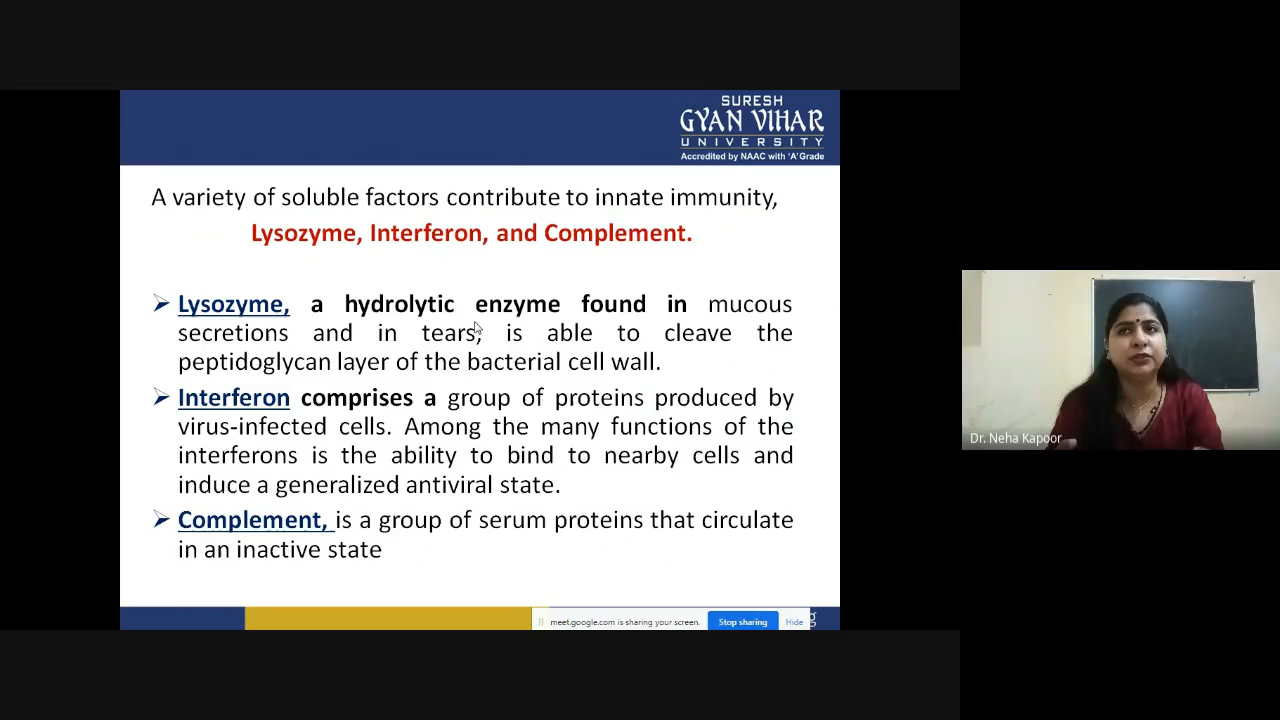 SURESH
GYAN VIHAR
UNIVERSITY
Accredited by NAAC with 'A' Grade
A variety of soluble factors contribute to innate immunity,
Lysozyme, Interferon, and Complement.
➢ Lysozyme, a hydrolytic enzyme found in mucous
secretions and in tears, is able to cleave the
peptidoglycan layer of the bacterial cell wall.
➢ Interferon comprises a group of proteins produced by
virus-infected cells. Among the many functions of the
interferons is the ability to bind to nearby cells and
induce a generalized antiviral state.
➢ Complement, is a group of serum proteins that circulate
in an inactive state
meet.google.com is sharing your screen. Stop sharing Hide
Dr. Neha Kapoor